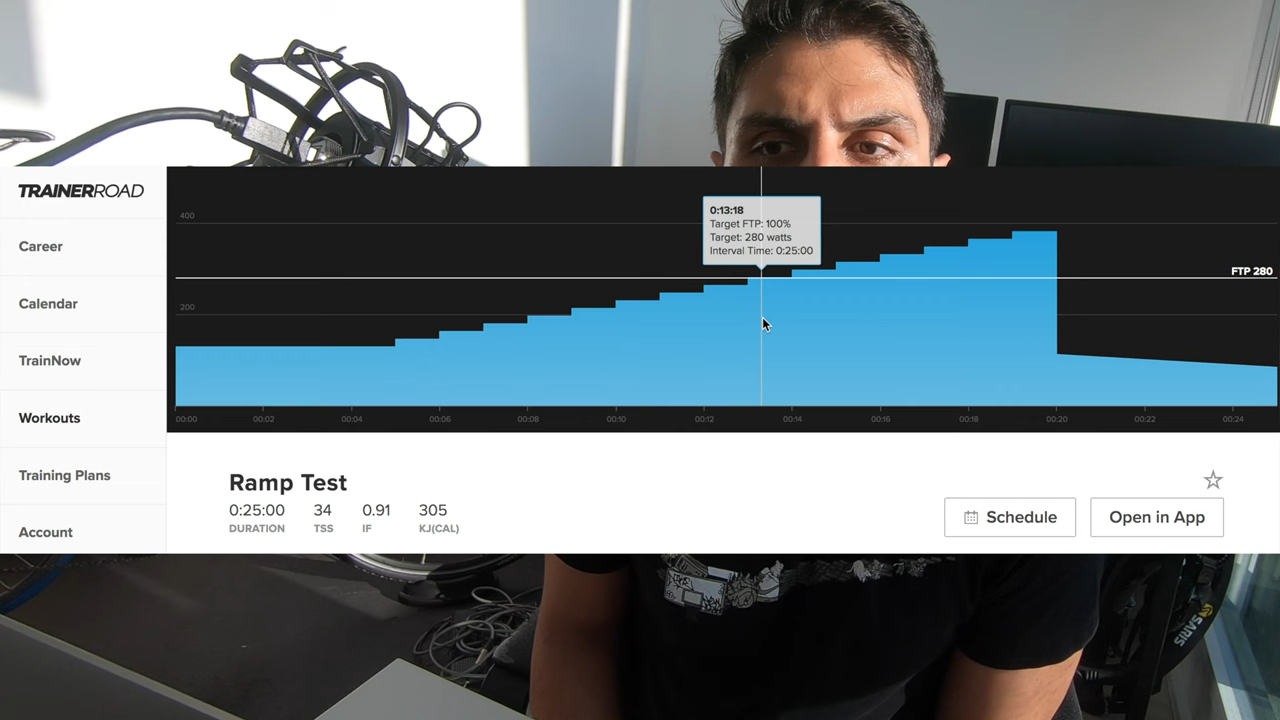 TRAINERROAD
Career
Calendar
TrainNow
Workouts
Training Plans
Account
400
200
0:13:18
Target FTP: 100%
Target: 280 watts
Interval Time: 0:25:00
FTP 280
00:00 00:02 00:04 00:06 00:08 00:10 00:12 00:14 00:16 00:18 00:20 00:22 00:24
Ramp Test
0:25:00 34 0.91 305
DURATION TSS IF KJ(CAL)
Schedule
Open in App
SARIS